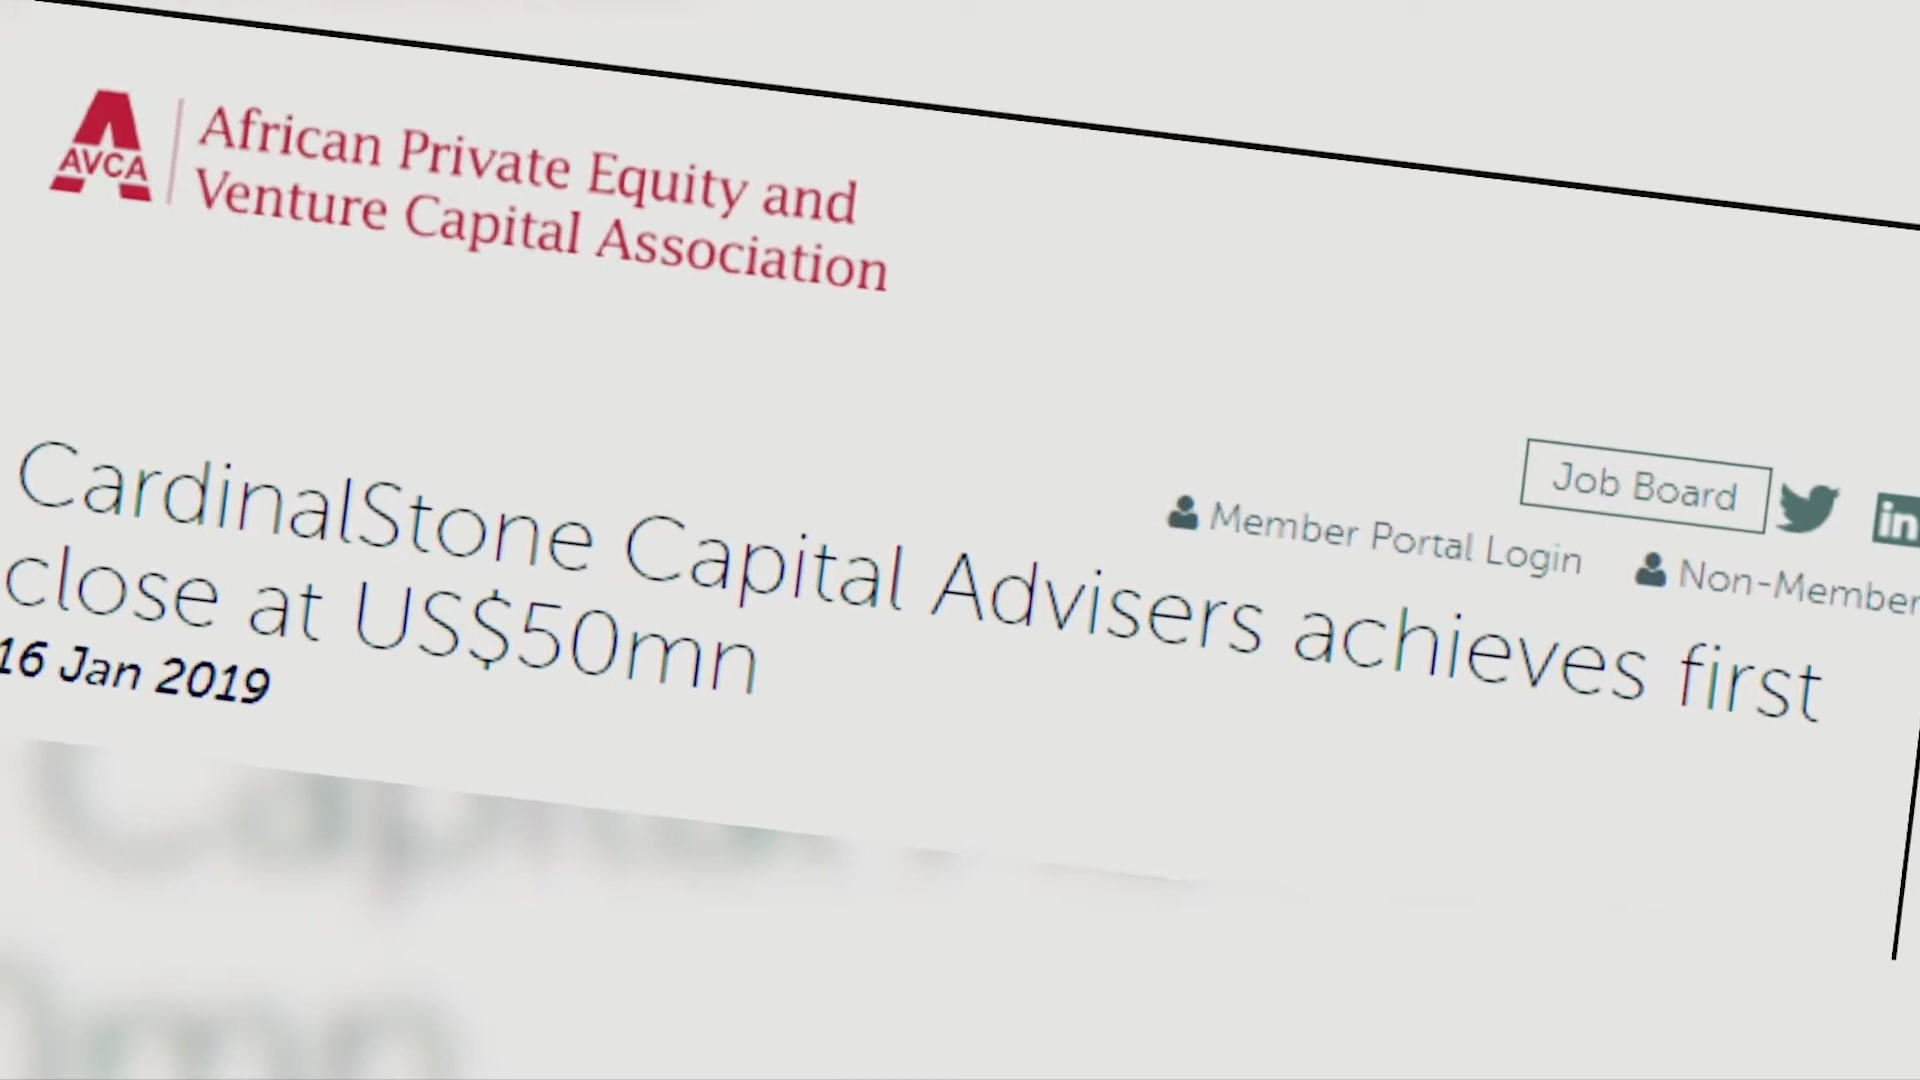 AVCA
African Private Equity and
Venture Capital Association
Job Board
in
Member Portal Login
Non-Member
CardinalStone Capital Advisers achieves first
close at US$50mn
16 Jan 2019